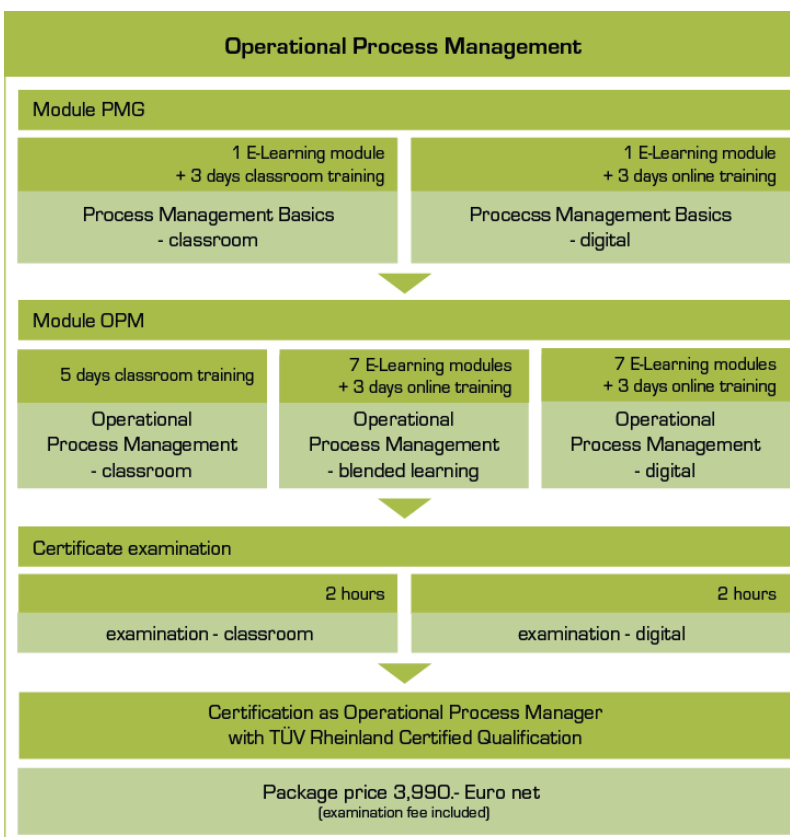 Operational Process Management
Module PMG
1 E-Learning module
+ 3 days classroom training
Process Management Basics
- classroom
1 E-Learning module
+ 3 days online training
Procecss Management Basics
- digital
Module OPM
5 days classroom training
Operational
Process Management
- classroom
7 E-Learning modules
+ 3 days online training
Operational
Process Management
- blended learning
7 E-Learning modules
+ 3 days online training
Operational
Process Management
- digital
Certificate examination
2 hours
examination - classroom
2 hours
examination - digital
Certification as Operational Process Manager
with TÜV Rheinland Certified Qualification
Package price 3,990.- Euro net
(examination fee included)